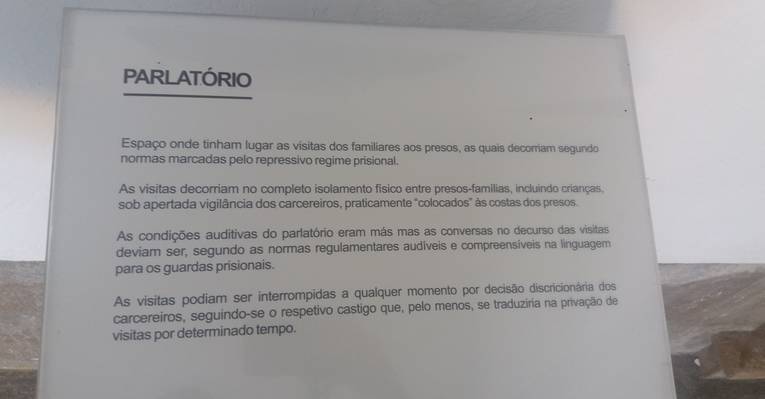 PARLATÓRIO
Espaço onde tinham lugar as visitas dos familiares aos presos, as quais decorriam segundo
normas marcadas pelo repressivo regime prisional.
As visitas decorriam no completo isolamento físico entre presos-famílias, incluindo crianças,
sob apertada vigilância dos carcereiros, praticamente “colocados” às costas dos presos.
As condições auditivas do parlatório eram más mas as conversas no decurso das visitas
deviam ser, segundo as normas regulamentares audíveis e compreensíveis na linguagem
para os guardas prisionais.
As visitas podiam ser interrompidas a qualquer momento por decisão discricionária dos
carcereiros, seguindo-se o respetivo castigo que, pelo menos, se traduziria na privação de
visitas por determinado tempo.